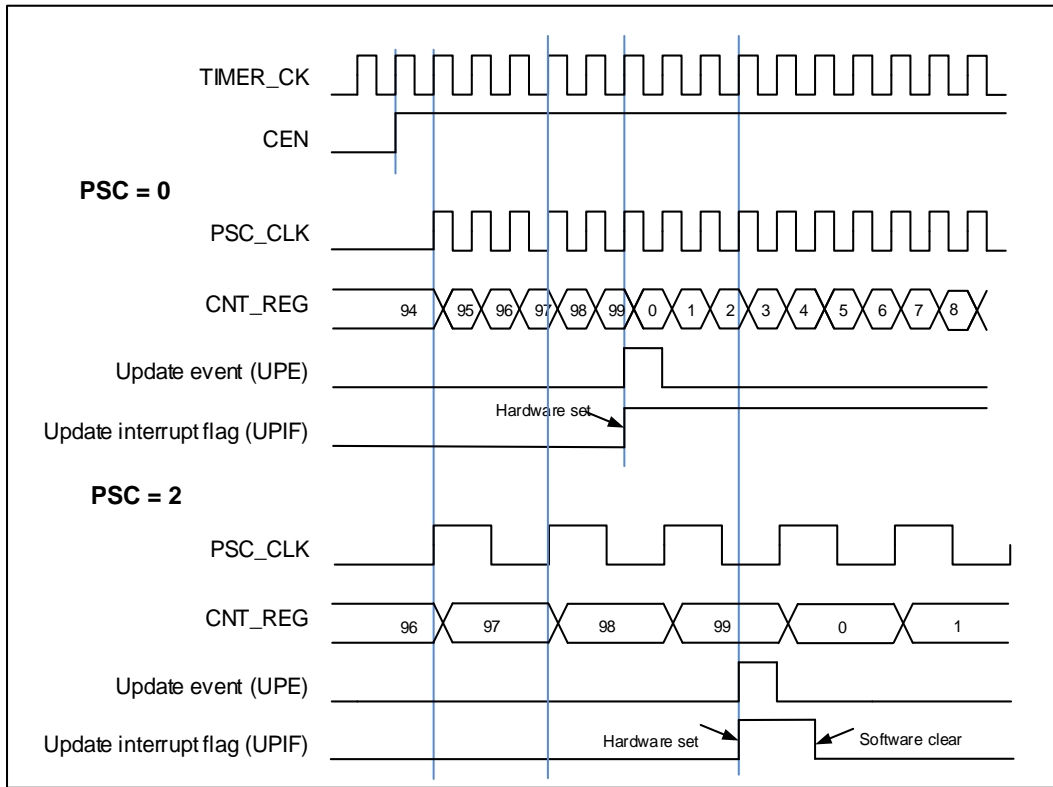 TIMER_CK
CEN
PSC = 0
PSC_CLK
CNT_REG 94 95 96 97 98 99 0 1 2 3 4 5 6 7 8
Update event (UPE)
Hardware set
Update interrupt flag (UPIF)
PSC = 2
PSC_CLK
CNT_REG 96 97 98 99 0 1
Update event (UPE)
Update interrupt flag (UPIF) Hardware set Software clear